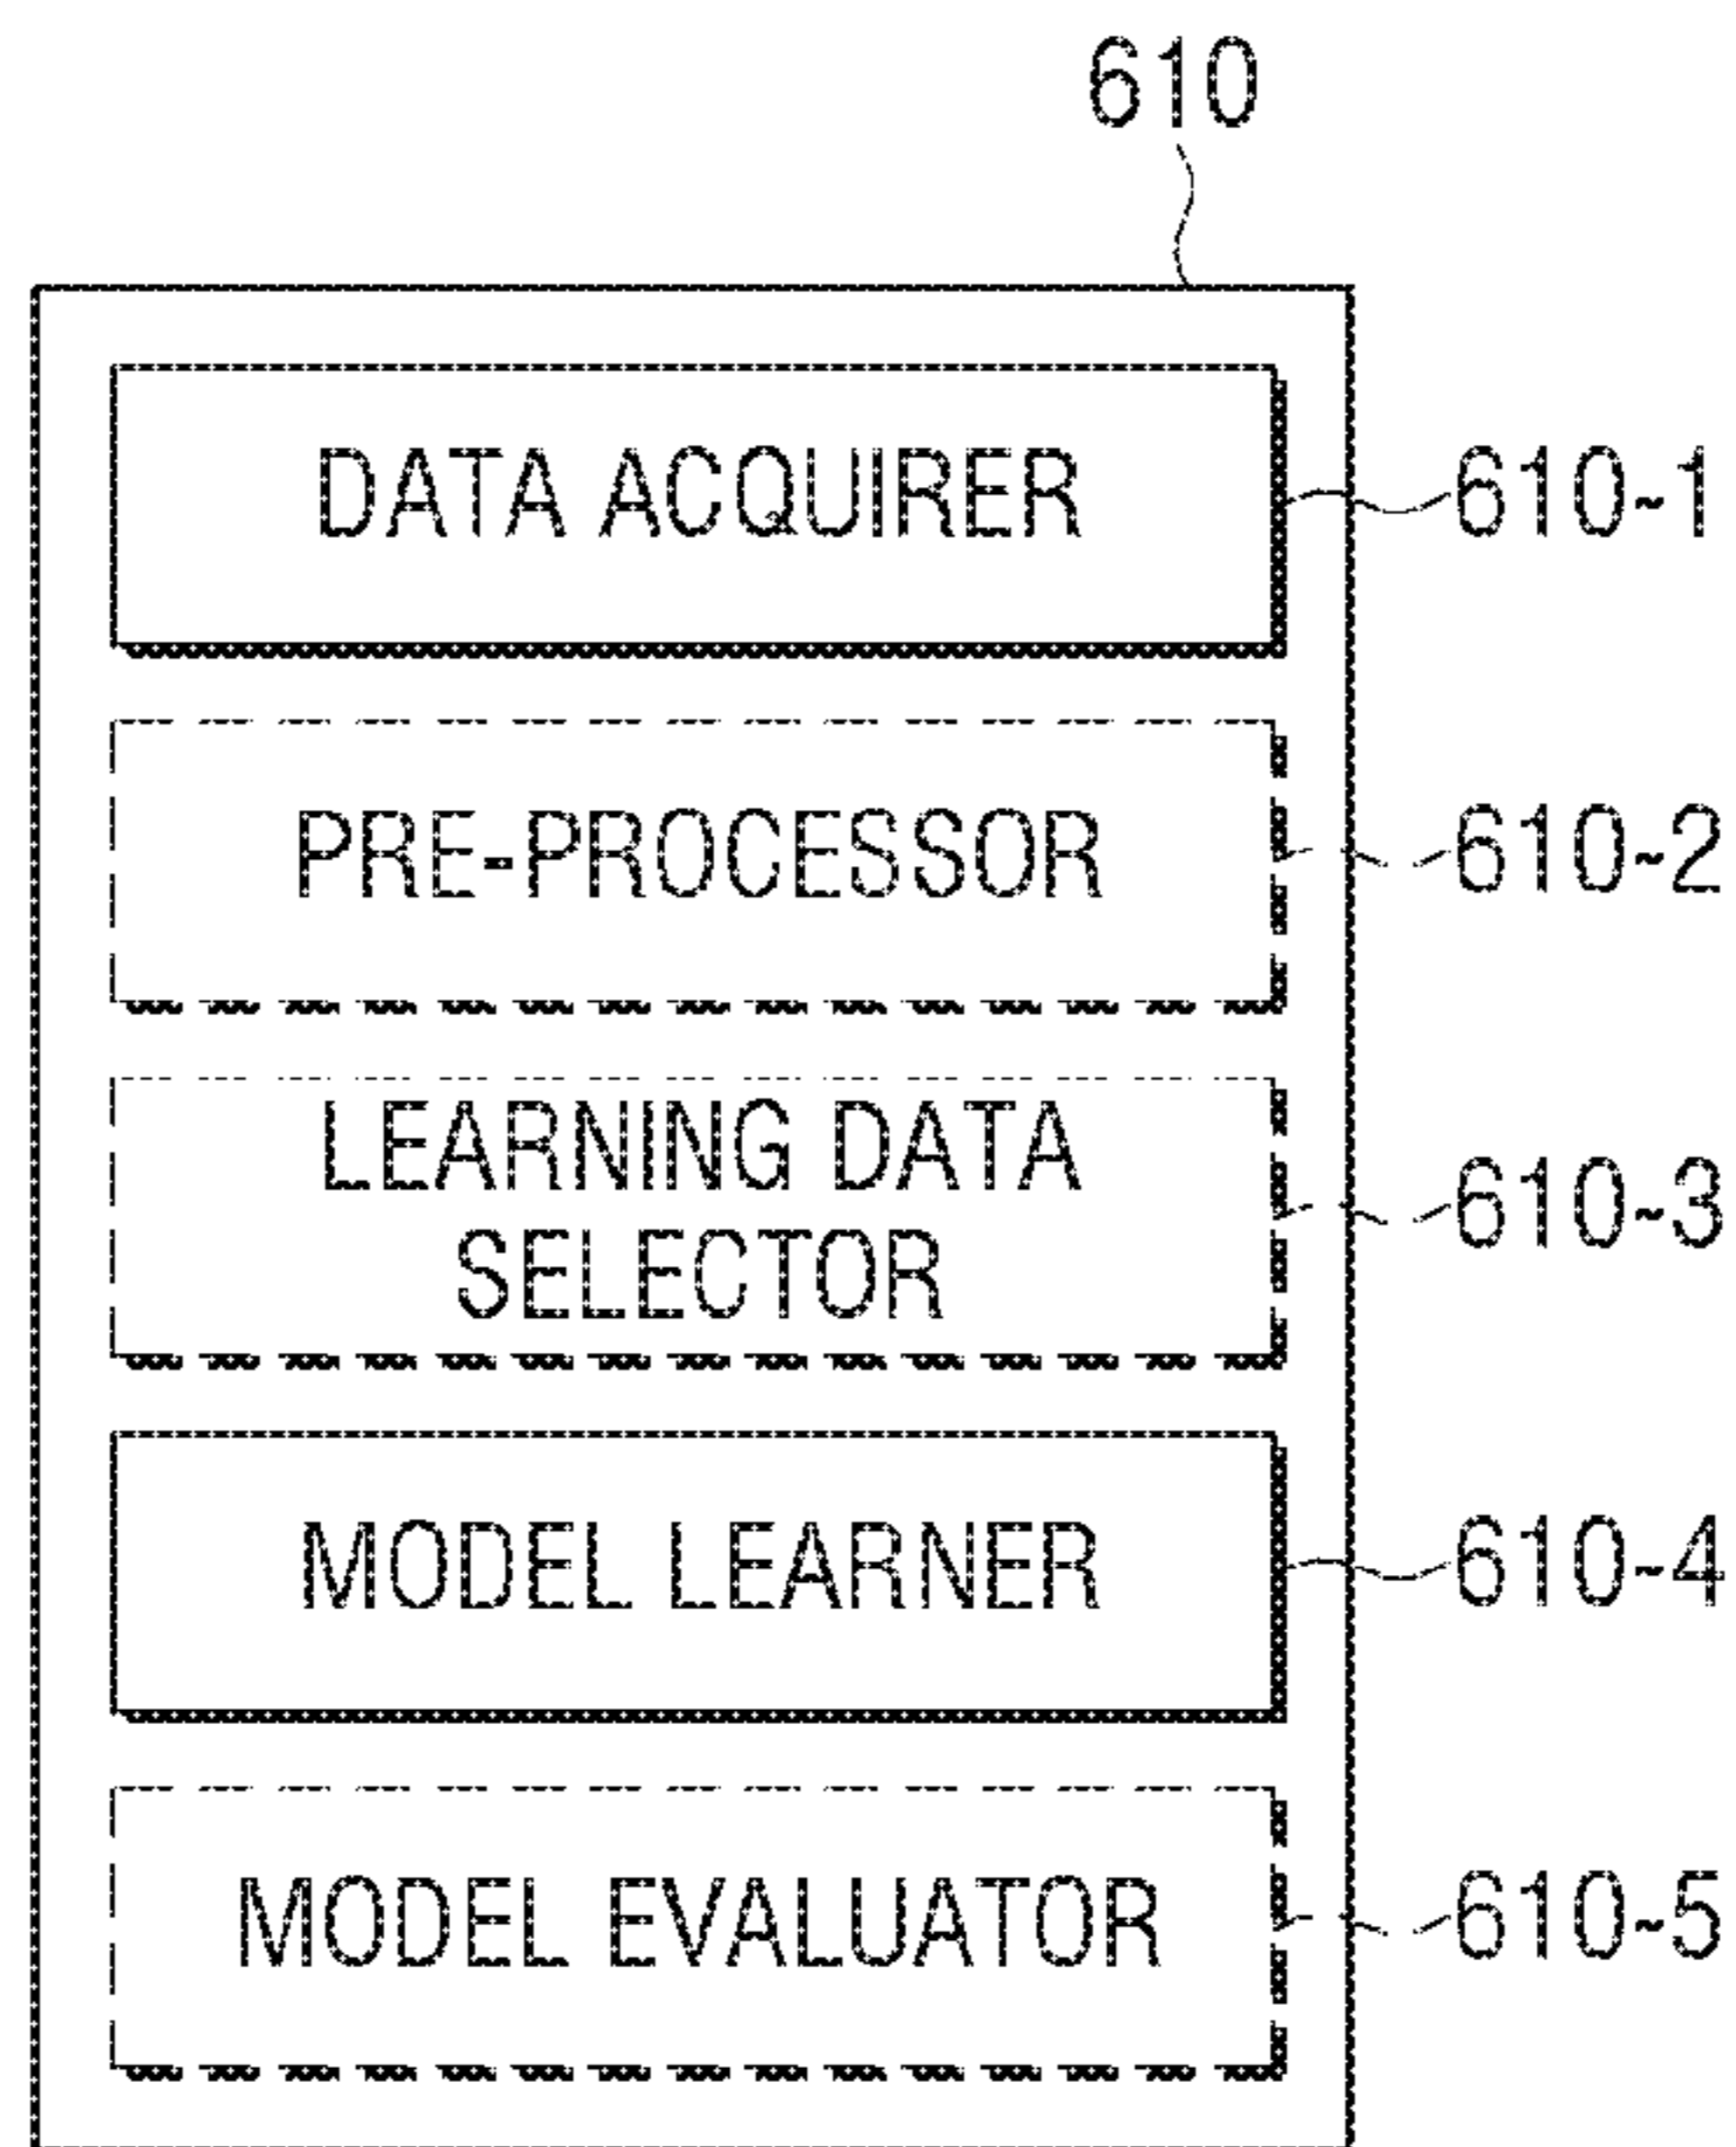 610
DATA ACQUIRER
610-1
PRE-PROCESSOR
610-2
LEARNING DATA
SELECTOR
610-3
MODEL LEARNER
610-4
MODEL EVALUATOR
610-5